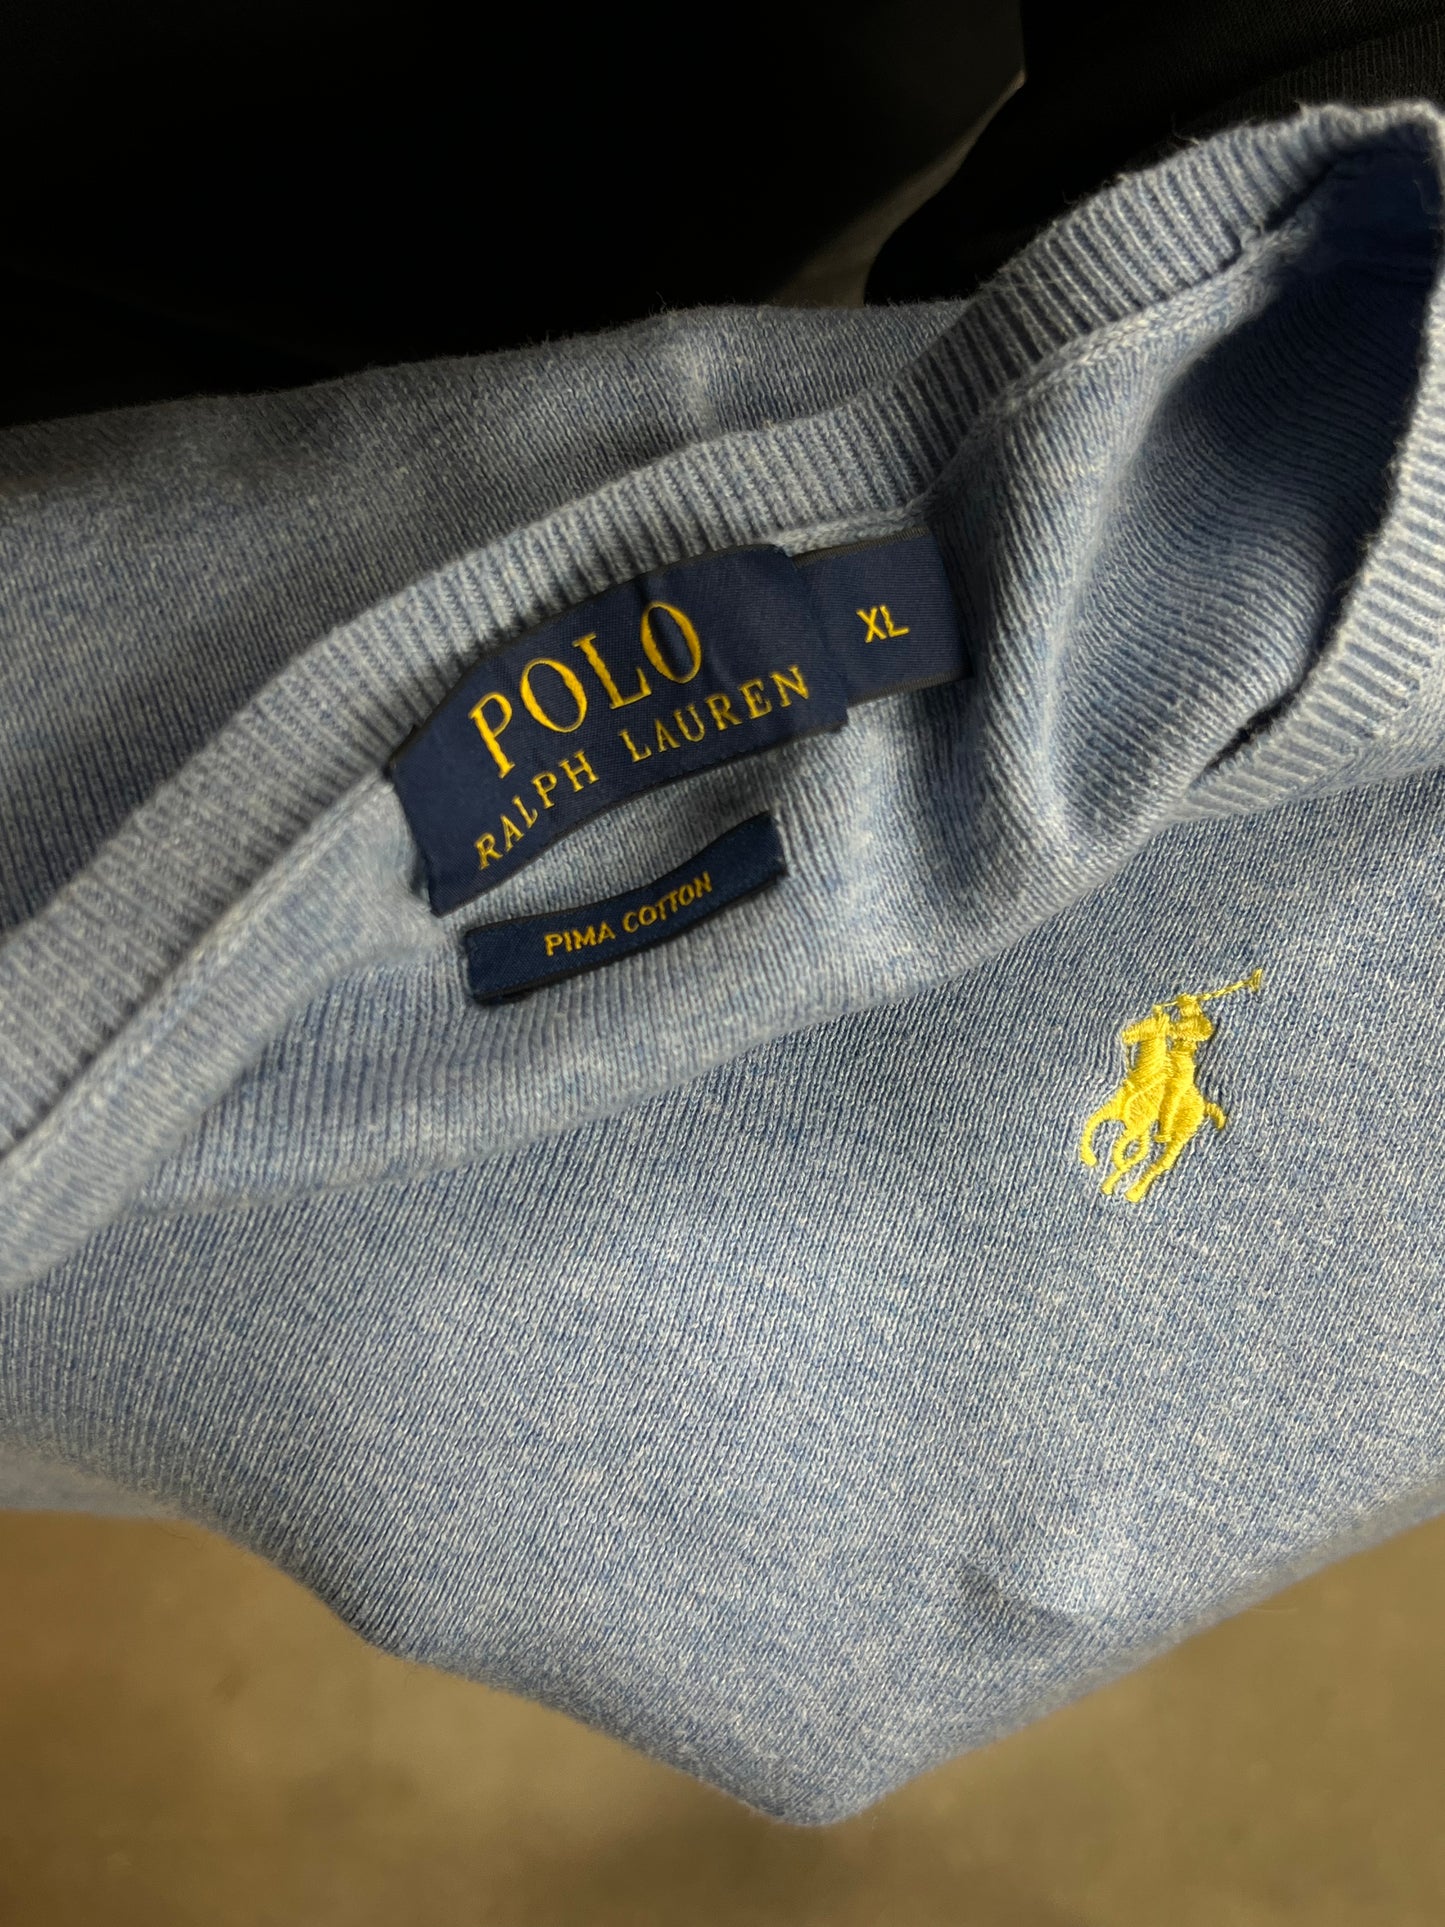 POLO
RALPH LAUREN
XL
PIMA COTTON